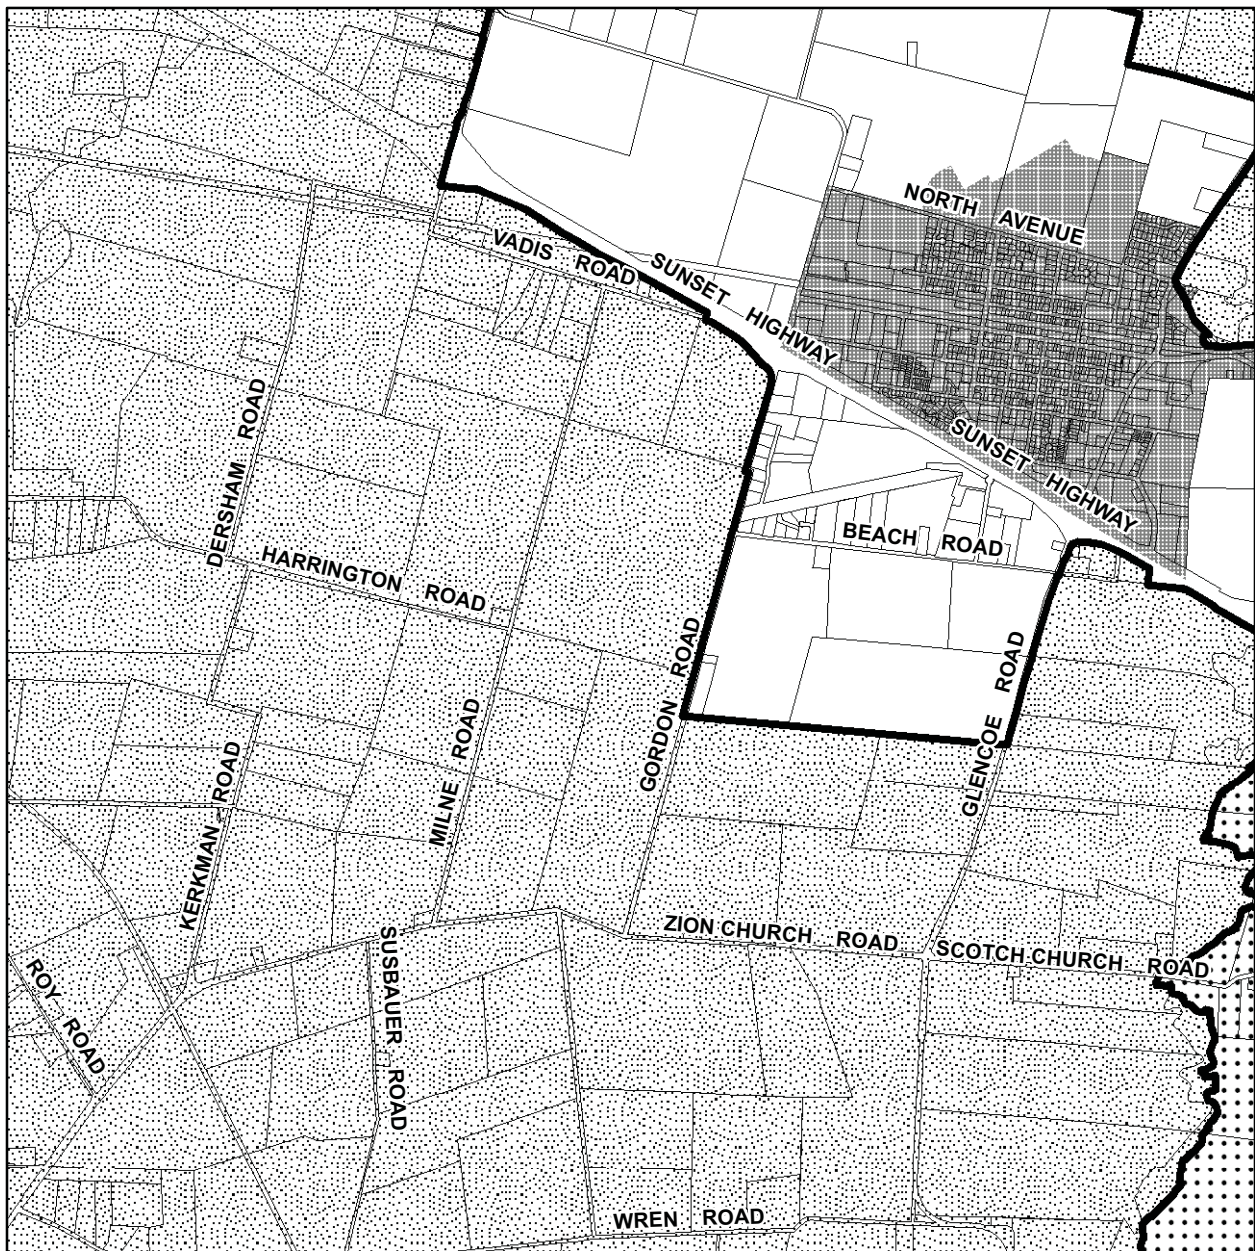 NORTH AVENUE
VADIS ROAD
SUNSET HIGHWAY
SUNSET HIGHWAY
DERSHAM ROAD
BEACH ROAD
HARRINGTON ROAD
GORDON ROAD
GLENCOE ROAD
MILNE ROAD
KERKMAN ROAD
ZION CHURCH ROAD
SCOTCH CHURCH ROAD
SUSBAUER ROAD
ROY ROAD
WREN ROAD